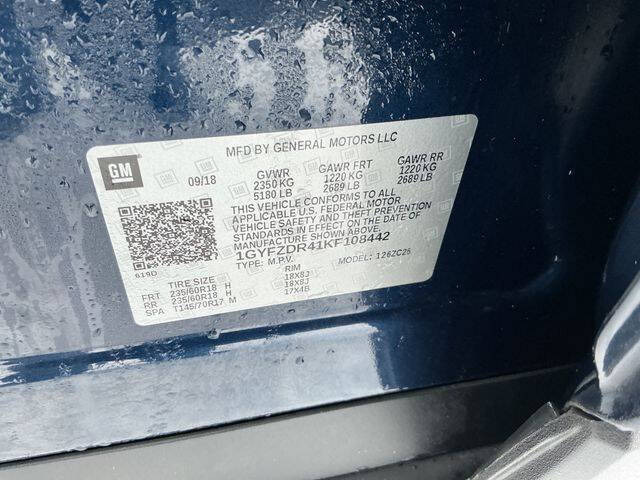 MFD BY GENERAL MOTORS LLC
GM
09/18
GVWR GAWR FRT GAWR RR
2350 KG 1220 KG 1220 KG
5180 LB 2689 LB 2689 LB
THIS VEHICLE CONFORMS TO ALL
APPLICABLE U.S. FEDERAL MOTOR
VEHICLE SAFETY AND THEFT PREVENTION
STANDARDS IN EFFECT ON THE DATE OF
MANUFACTURE SHOWN ABOVE.
1GYFZDR41KF108442
TYPE: M.P.V. MODEL: 126ZC26
619D
TIRE SIZE RIM
FRT 235/60R18 H 18X8J
RR 235/60R18 H 18X8J
SPA T145/70R17 M 17X4B